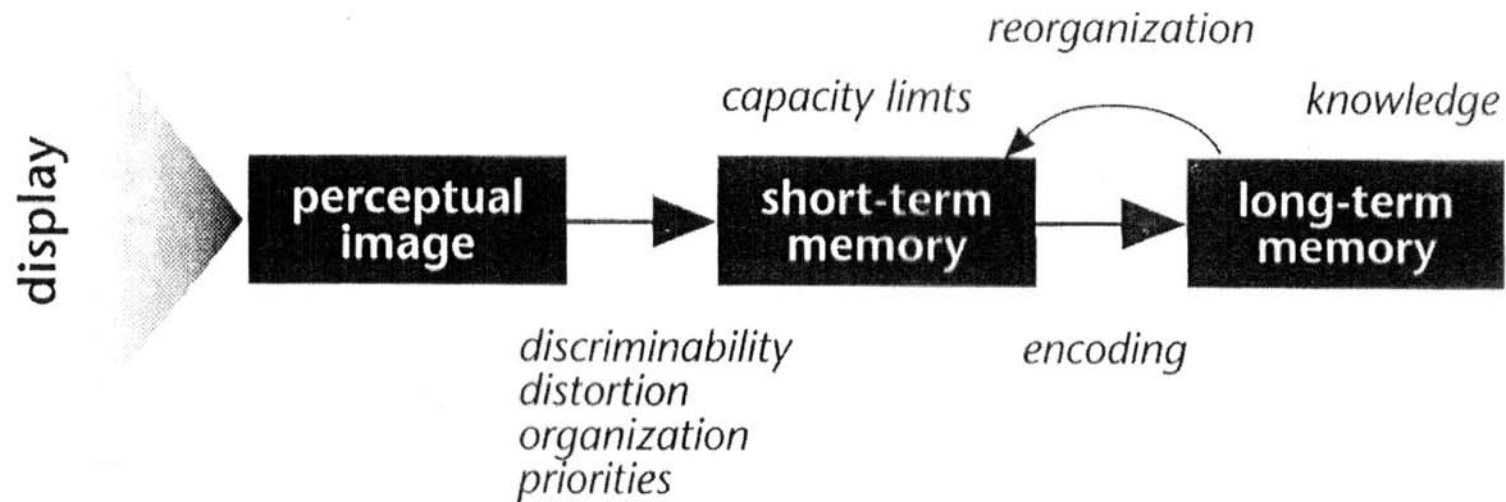 reorganization
capacity limts
knowledge
display
perceptual
image
short-term
memory
long-term
memory
discriminability
distortion
organization
priorities
encoding